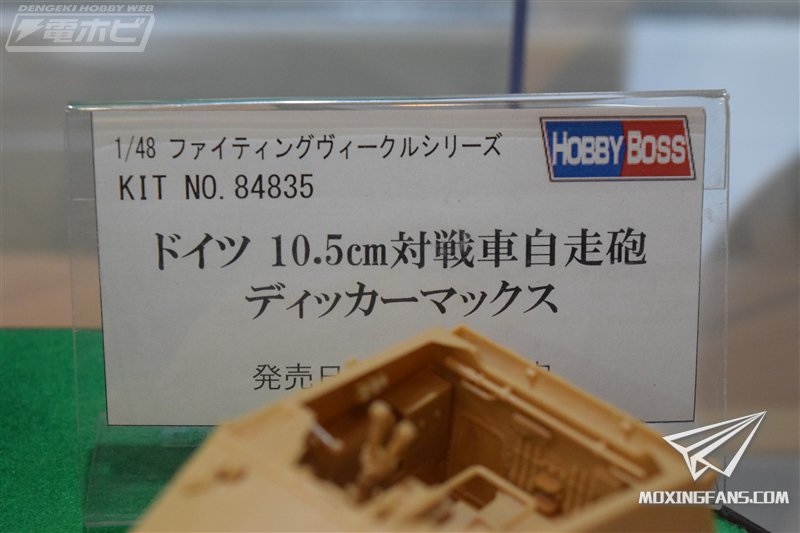 DENGEKI HOBBY WEB
電ホビ
1/48 ファイティングヴィークルシリーズ
HOBBY BOSS
KIT NO. 84835
ドイツ 10.5cm対戦車自走砲
ディッカーマックス
発売日
MOXINGFANS.COM